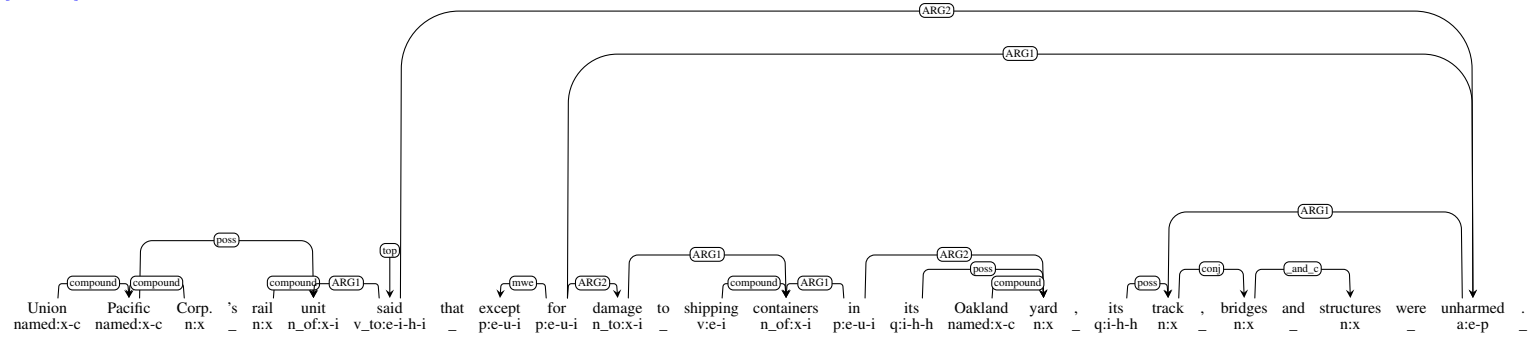 ARG2
ARG1
ARG1
poss
top
ARG1
ARG2
poss
compound compound compound ARG1 mwe ARG2 compound ARG1 compound poss conj _and_c
Union Pacific Corp. 's rail unit said that except for damage to shipping containers in its Oakland yard , its track , bridges and structures were unharmed .
named:x-c named:x-c n:x _ n:x n_of:x-i v_to:e-i-h-i _ p:e-u-i p:e-u-i n_to:x-i _ v:e-i n_of:x-i p:e-u-i q:i-h-h named:x-c n:x _ q:i-h-h n:x _ n:x _ n:x _ a:e-p _